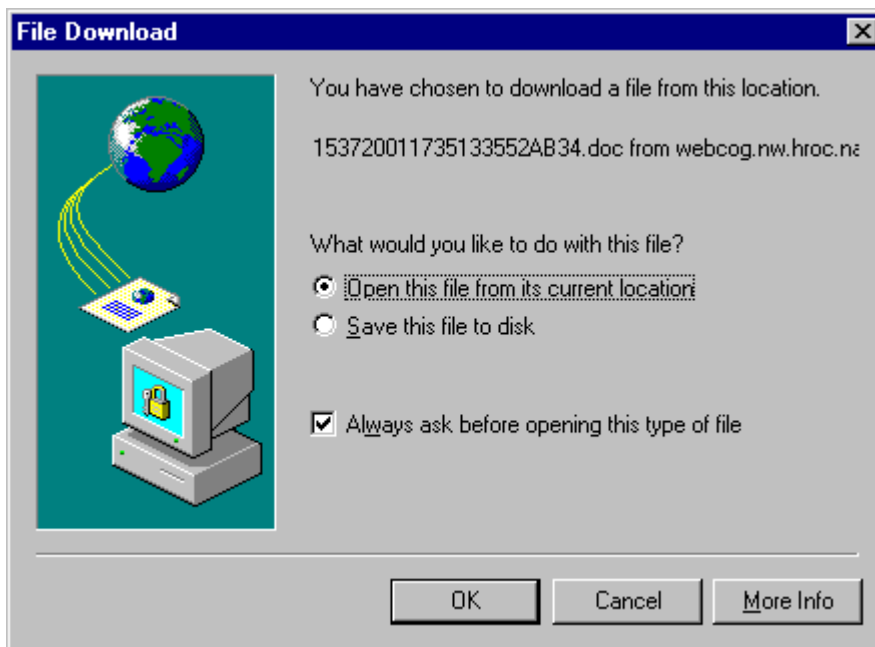 File Download
You have chosen to download a file from this location.
153720011735133552AB34.doc from webcog.nw.hroc.na
What would you like to do with this file?
Open this file from its current location
Save this file to disk
Always ask before opening this type of file
OK Cancel More Info